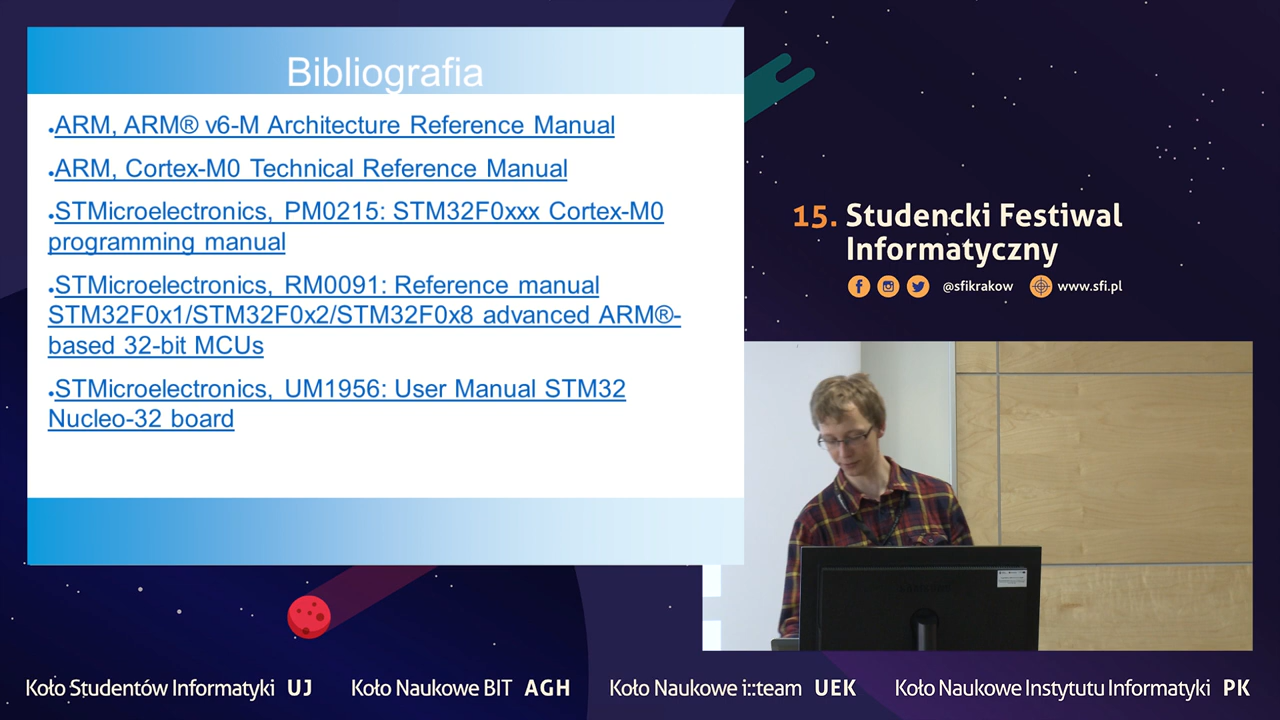 Bibliografia
•ARM, ARM® v6-M Architecture Reference Manual
•ARM, Cortex-M0 Technical Reference Manual
•STMicroelectronics, PM0215: STM32F0xxx Cortex-M0
programming manual
•STMicroelectronics, RM0091: Reference manual
STM32F0x1/STM32F0x2/STM32F0x8 advanced ARM®-
based 32-bit MCUs
•STMicroelectronics, UM1956: User Manual STM32
Nucleo-32 board
15. Studencki Festiwal
Informatyczny
@sfikrakow www.sfi.pl
Koło Studentów Informatyki UJ
Koło Naukowe BIT AGH
Koło Naukowe i::team UEK
Koło Naukowe Instytutu Informatyki PK